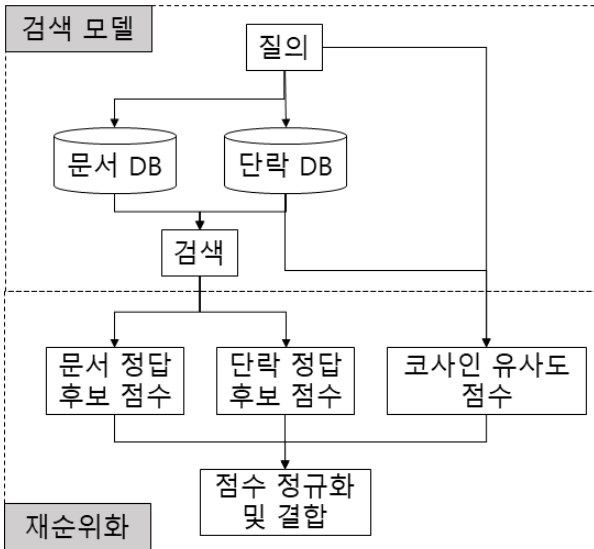 검색 모델
질의
문서 DB
단락 DB
검색
문서 정답
후보 점수
단락 정답
후보 점수
코사인 유사도
점수
점수 정규화
및 결합
재순위화